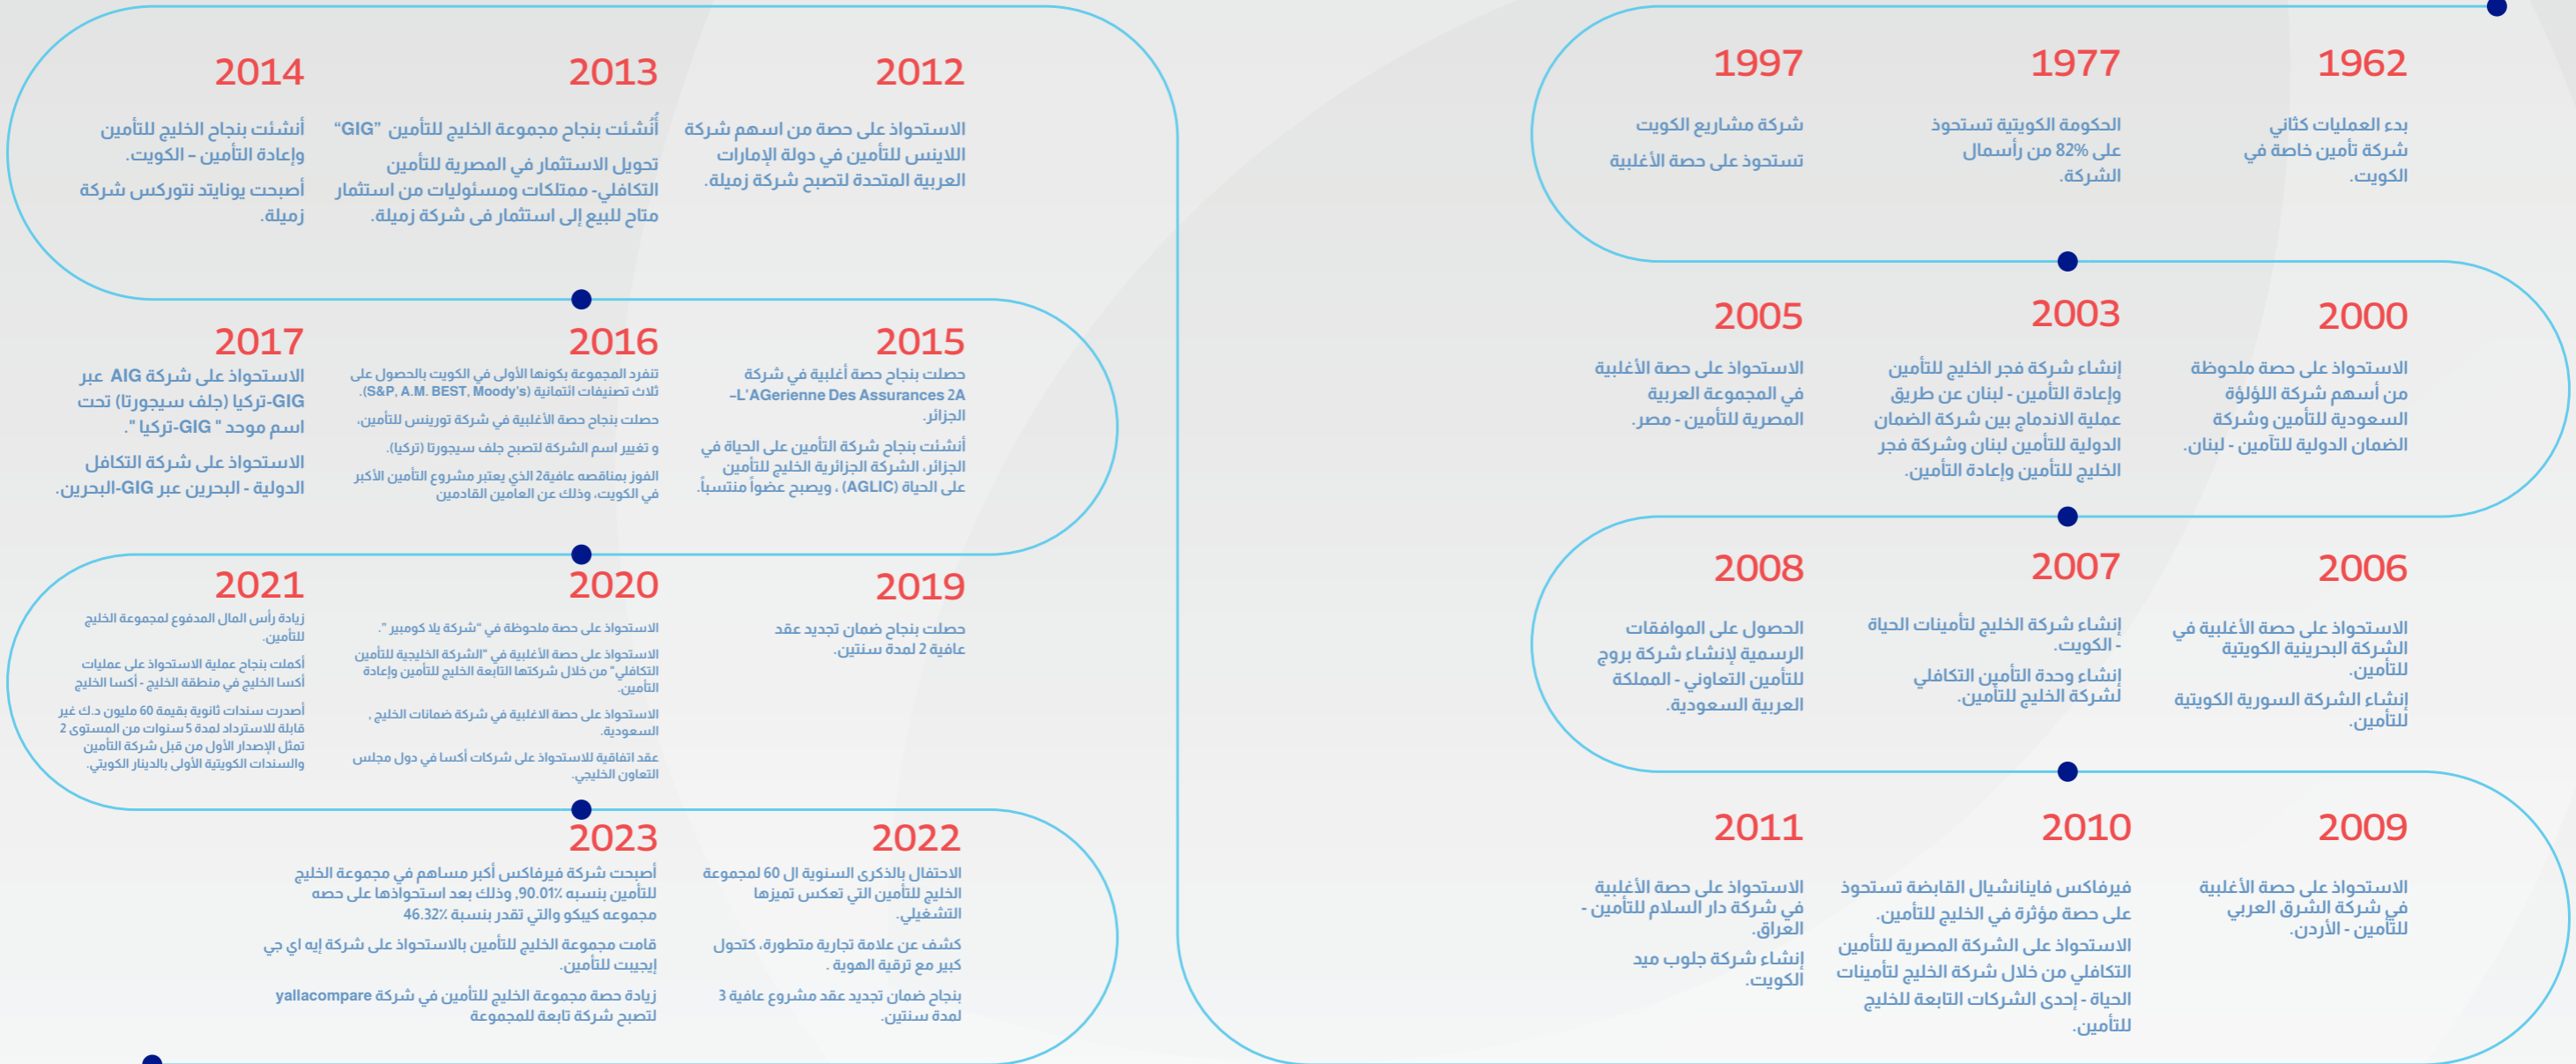 1962
بدء العمليات كثاني
شركة تأمين خاصة في
الكويت.
1977
الحكومة الكويتية تستحوذ
على 82% من رأسمال
الشركة.
1997
شركة مشاريع الكويت
تستحوذ على حصة الأغلبية
2000
الاستحواذ على حصة ملحوظة
من أسهم شركة اللؤلؤة
السعودية للتأمين وشركة
الضمان الدولية للتأمين - لبنان.
2003
إنشاء شركة فجر الخليج للتأمين
وإعادة التأمين - لبنان عن طريق
عملية الاندماج بين شركة الضمان
الدولية للتأمين لبنان وشركة فجر
الخليج للتأمين وإعادة التأمين.
2005
الاستحواذ على حصة الأغلبية
في المجموعة العربية
المصرية للتأمين - مصر.
2006
الاستحواذ على حصة الأغلبية في
الشركة البحرينية الكويتية
للتأمين.
إنشاء الشركة السورية الكويتية
للتأمين.
2007
إنشاء شركة الخليج لتأمينات الحياة
- الكويت.
إنشاء وحدة التأمين التكافلي
لشركة الخليج للتأمين.
2008
الحصول على الموافقات
الرسمية لإنشاء شركة بروج
للتأمين التعاوني - المملكة
العربية السعودية.
2009
الاستحواذ على حصة الأغلبية
في شركة الشرق العربي
للتأمين - الأردن.
2010
فيرفاكس فاينانشيال القابضة تستحوذ
على حصة مؤثرة في الخليج للتأمين.
الاستحواذ على الشركة المصرية للتأمين
التكافلي من خلال شركة الخليج لتأمينات
الحياة - إحدى الشركات التابعة للخليج
للتأمين.
2011
الاستحواذ على حصة الأغلبية
في شركة دار السلام للتأمين -
العراق.
إنشاء شركة جلوب ميد
الكويت.
2012
الاستحواذ على حصة من اسهم شركة
اللاينس للتأمين في دولة الإمارات
العربية المتحدة لتصبح شركة زميلة.
2013
أُنشئت بنجاح مجموعة الخليج للتأمين "GIG"
تحويل الاستثمار في المصرية للتأمين
التكافلي- ممتلكات ومسئوليات من استثمار
متاح للبيع إلى استثمار فى شركة زميلة.
2014
أنشئت بنجاح الخليج للتأمين
وإعادة التأمين – الكويت.
أصبحت يونايتد نتوركس شركة
زميلة.
2015
حصلت بنجاح حصة أغلبية في شركة
L'AGerienne Des Assurances 2A–
الجزائر.
أنشئت بنجاح شركة التأمين على الحياة في
الجزائر، الشركة الجزائرية الخليج للتأمين
على الحياة (AGLIC) ، ويصبح عضواً منتسباً.
2016
تنفرد المجموعة بكونها الأولى في الكويت بالحصول على
ثلاث تصنيفات ائتمانية (S&P, A.M. BEST, Moody's).
حصلت بنجاح حصة الأغلبية في شركة تورينس للتأمين،
و تغيير اسم الشركة لتصبح جلف سيجورتا (تركيا).
الفوز بمناقصه عافية2 الذي يعتبر مشروع التأمين الأكبر
في الكويت، وذلك عن العامين القادمين
2017
الاستحواذ على شركة AIG عبر
GIG-تركيا (جلف سيجورتا) تحت
اسم موحد " GIG-تركيا ".
الاستحواذ على شركة التكافل
الدولية - البحرين عبر GIG-البحرين.
2019
حصلت بنجاح ضمان تجديد عقد
عافية 2 لمدة سنتين.
2020
الاستحواذ على حصة ملحوظة في "شركة يلا كومبير ".
الاستحواذ على حصة الأغلبية في "الشركة الخليجية للتأمين
التكافلي" من خلال شركتها التابعة الخليج للتأمين وإعادة
التأمين.
الاستحواذ على حصة الاغلبية في شركة ضمانات الخليج ,
السعودية.
عقد اتفاقية للاستحواذ على شركات أكسا في دول مجلس
التعاون الخليجي.
2021
زيادة رأس المال المدفوع لمجموعة الخليج
للتأمين.
أكملت بنجاح عملية الاستحواذ على عمليات
أكسا الخليج في منطقة الخليج - أكسا الخليج
أصدرت سندات ثانوية بقيمة 60 مليون د.ك غير
قابلة للاسترداد لمدة 5 سنوات من المستوى 2
تمثل الإصدار الأول من قبل شركة التأمين
والسندات الكويتية الأولى بالدينار الكويتي.
2022
الاحتفال بالذكرى السنوية ال 60 لمجموعة
الخليج للتأمين التي تعكس تميزها
التشغيلي.
كشف عن علامة تجارية متطورة، كتحول
كبير مع ترقية الهوية .
بنجاح ضمان تجديد عقد مشروع عافية 3
لمدة سنتين.
2023
أصبحت شركة فيرفاكس أكبر مساهم في مجموعة الخليج
للتأمين بنسبه 90.01٪, وذلك بعد استحواذها على حصه
مجموعه كيبكو والتي تقدر بنسبة 46.32٪
قامت مجموعة الخليج للتأمين بالاستحواذ على شركة إيه اي جي
إيجيبت للتأمين.
زيادة حصة مجموعة الخليج للتأمين في شركة yallacompare
لتصبح شركة تابعة للمجموعة